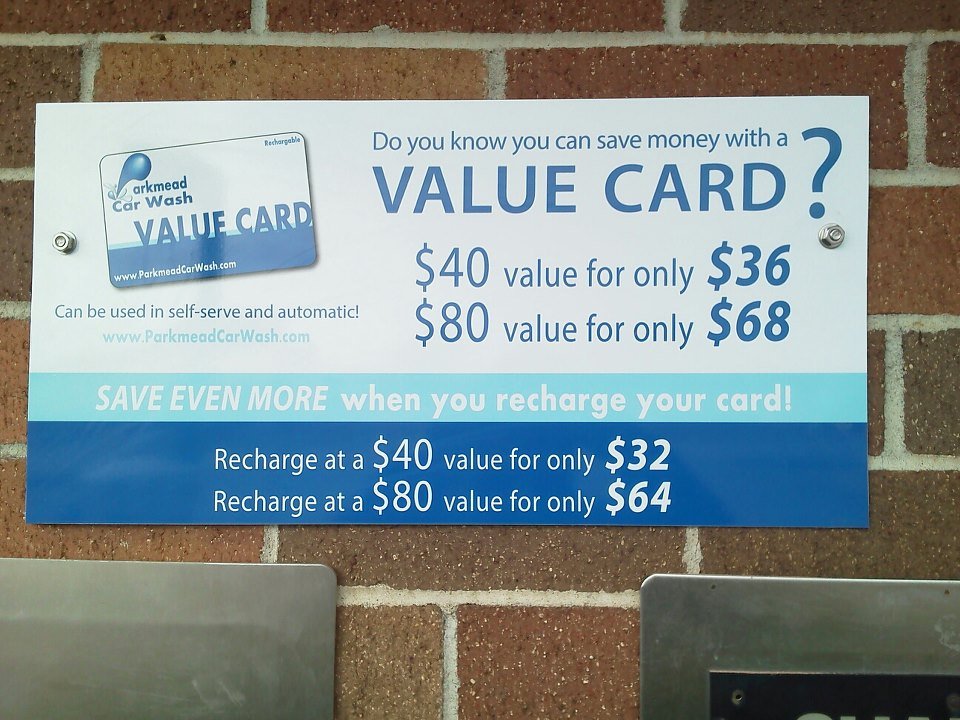 Rechargable
Parkmead
Car Wash
VALUE CARD
www.ParkmeadCarWash.com
Can be used in self-serve and automatic!
www.ParkmeadCarWash.com
Do you know you can save money with a
VALUE CARD?
$40 value for only $36
$80 value for only $68
SAVE EVEN MORE when you recharge your card!
Recharge at a $40 value for only $32
Recharge at a $80 value for only $64